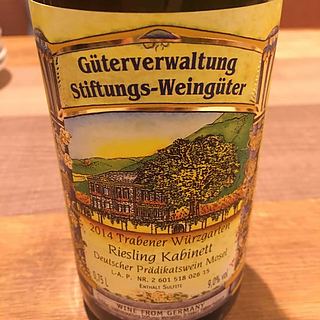 Güterverwaltung
Stiftungs-Weingüter
2014 Trabener Würzgarten
Riesling Kabinett
Deutscher Prädikatswein Mosel
L-A. P. NR. 2 601 518 026 15
0,75 L
ENTHÄLT SULFITE
9,0% vol
WINE FROM GERMANY